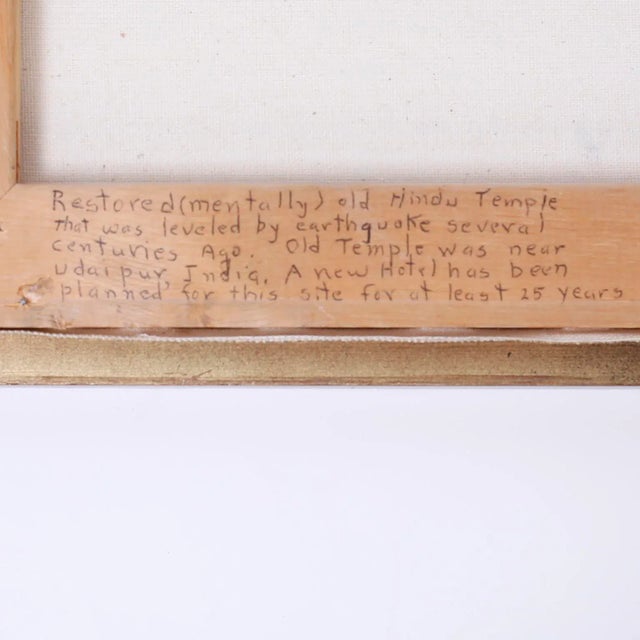 Restored (mentally) old Hindu Temple
that was leveled by earthquake several
centuries Ago. Old Temple was near
Udaipur, India. A new Hotel has been
planned for this site for at least 25 years